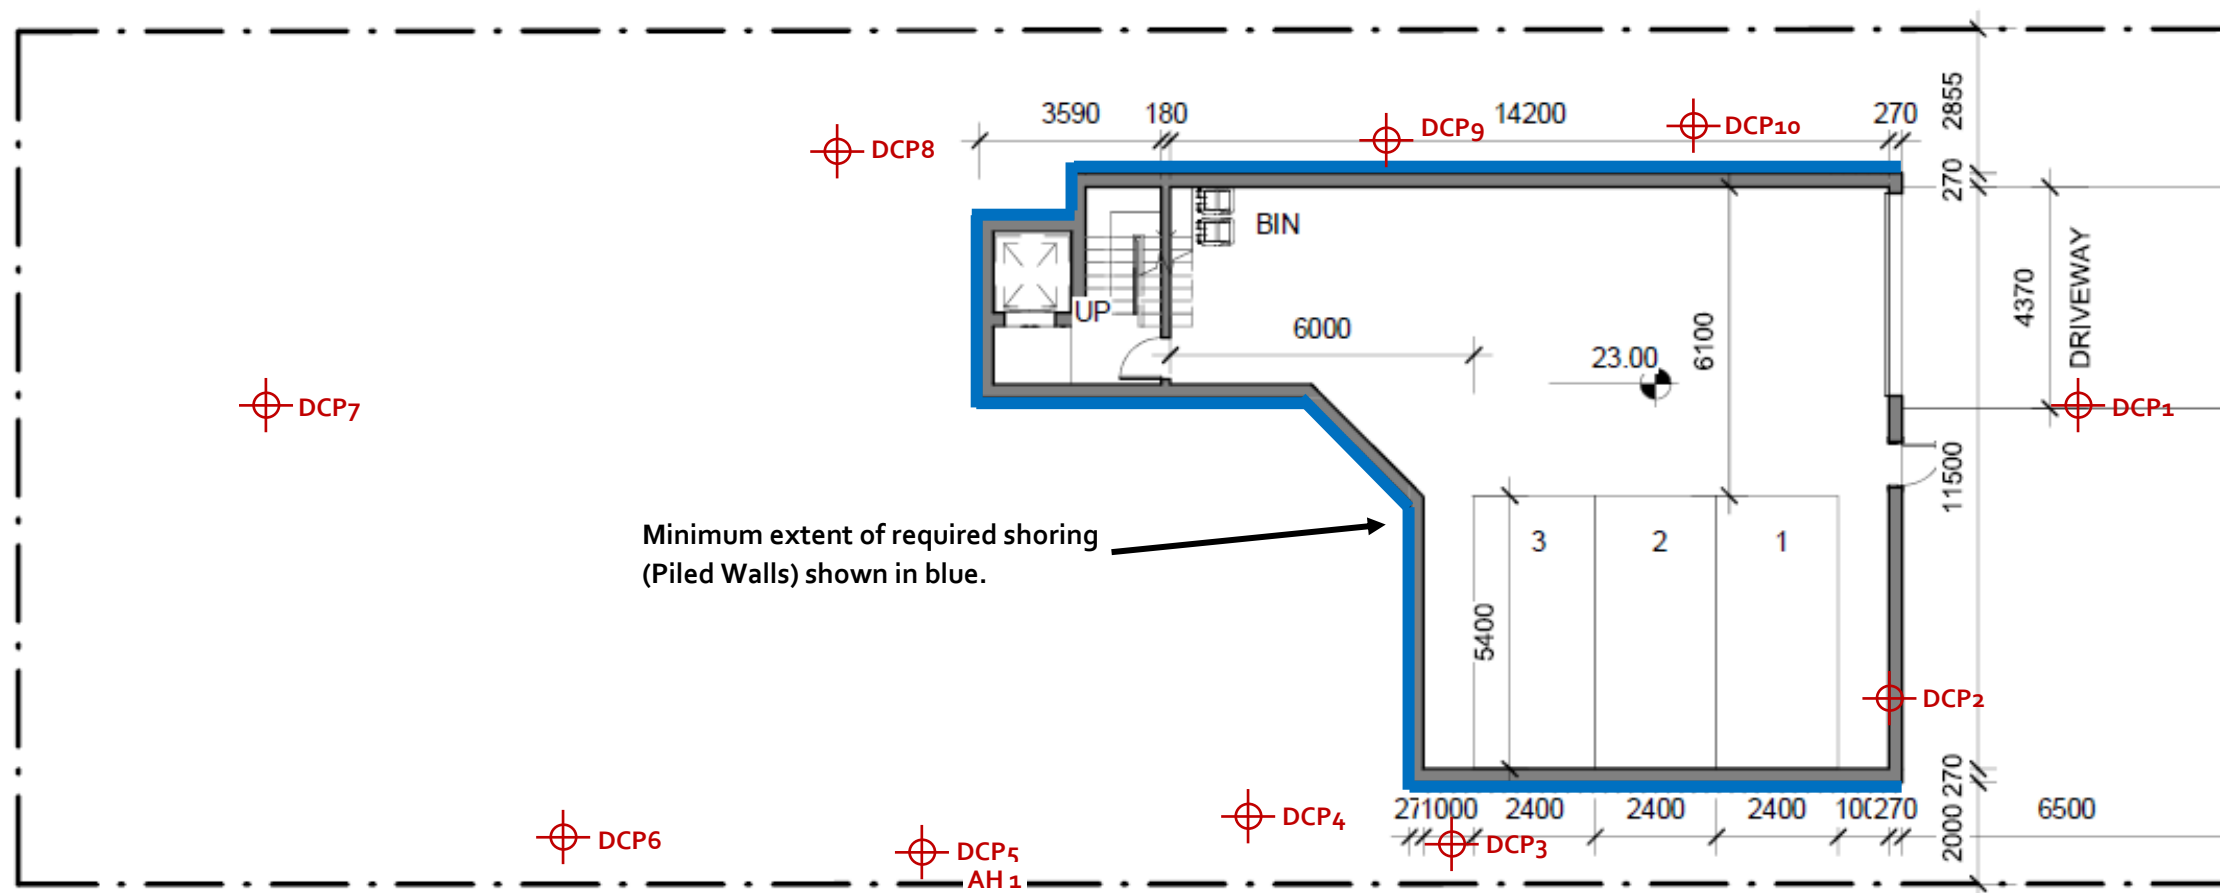 28855
3590 180 14200 270
DCP8
DCP9
DCP10
270
BIN
UP
6000
6100
23.00
4370
DRIVEWAY
DCP7
DCP1
11500
Minimum extent of required shoring
(Piled Walls) shown in blue.
3 2 1
5400
DCP2
270
271000 2400 2400 2400 270 6500
2000
DCP6
DCP5
AH 1
DCP4
DCP3